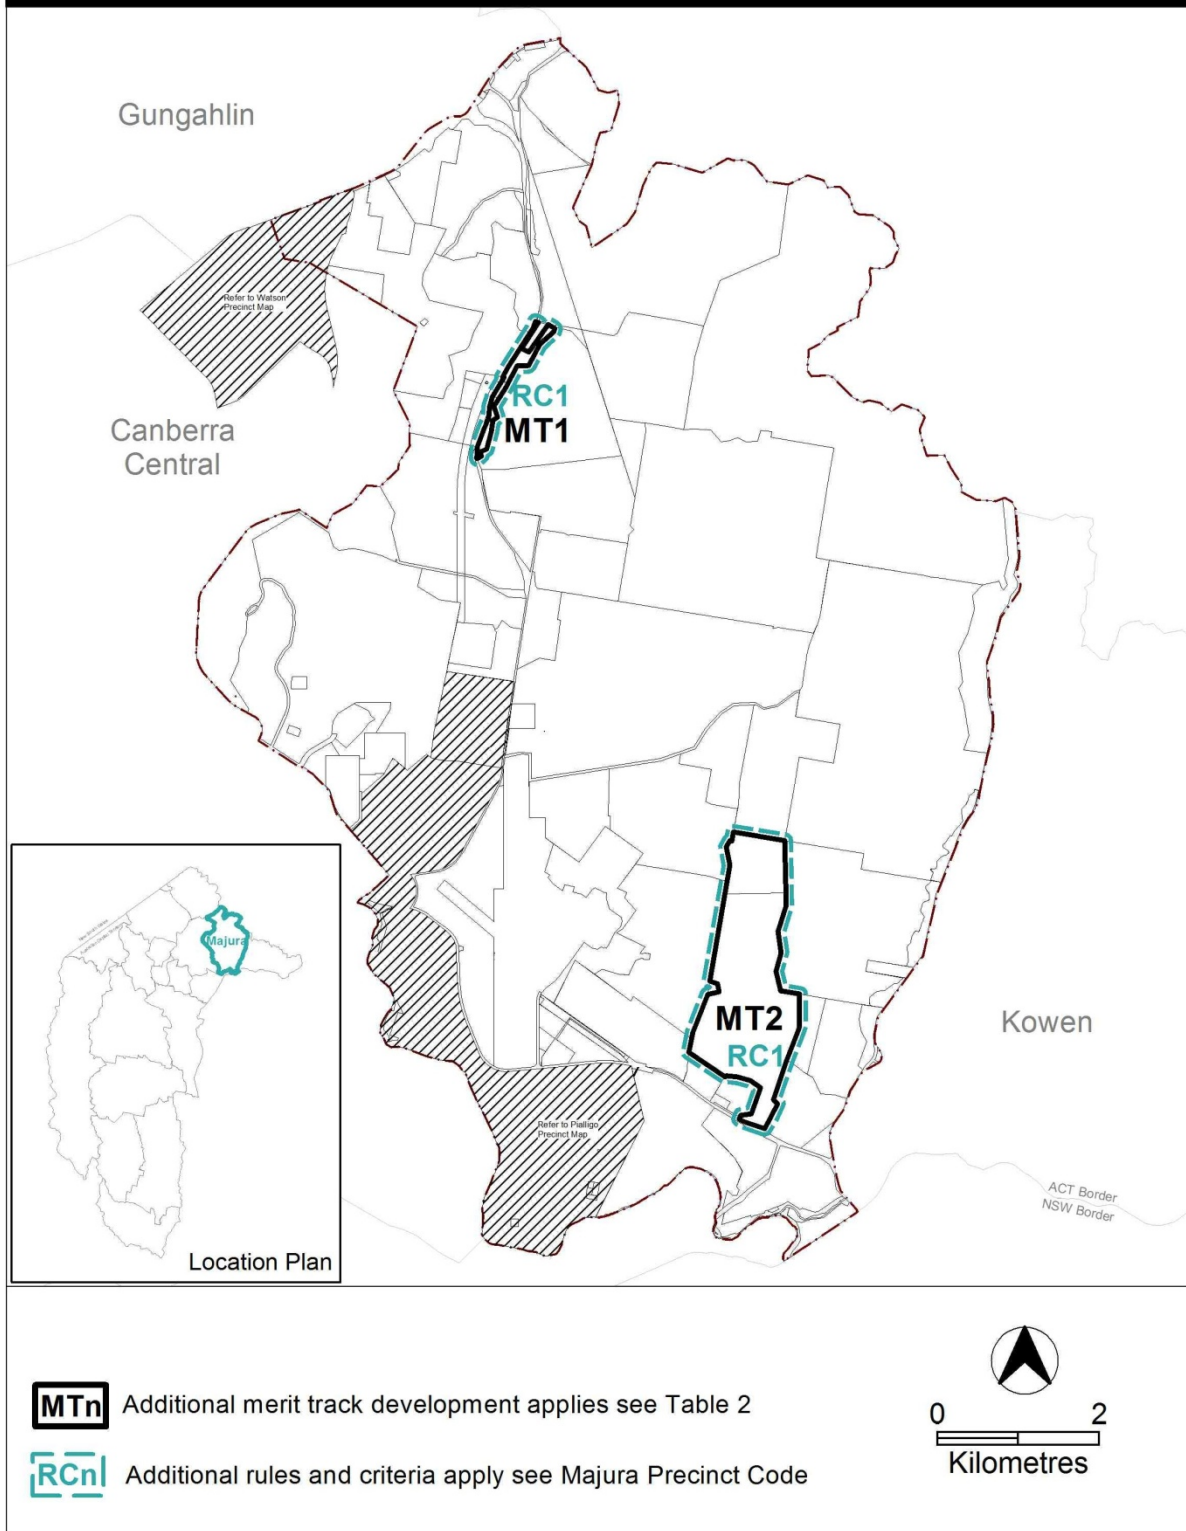 Gungahlin
Refer to Watson
Precinct Map
Canberra
Central
RC1
MT1
MT2
RC1
Kowen
Refer to Pialligo
Precinct Map
ACT Border
NSW Border
Majura
Location Plan
MTn Additional merit track development applies see Table 2
RCn Additional rules and criteria apply see Majura Precinct Code
0 2
Kilometres